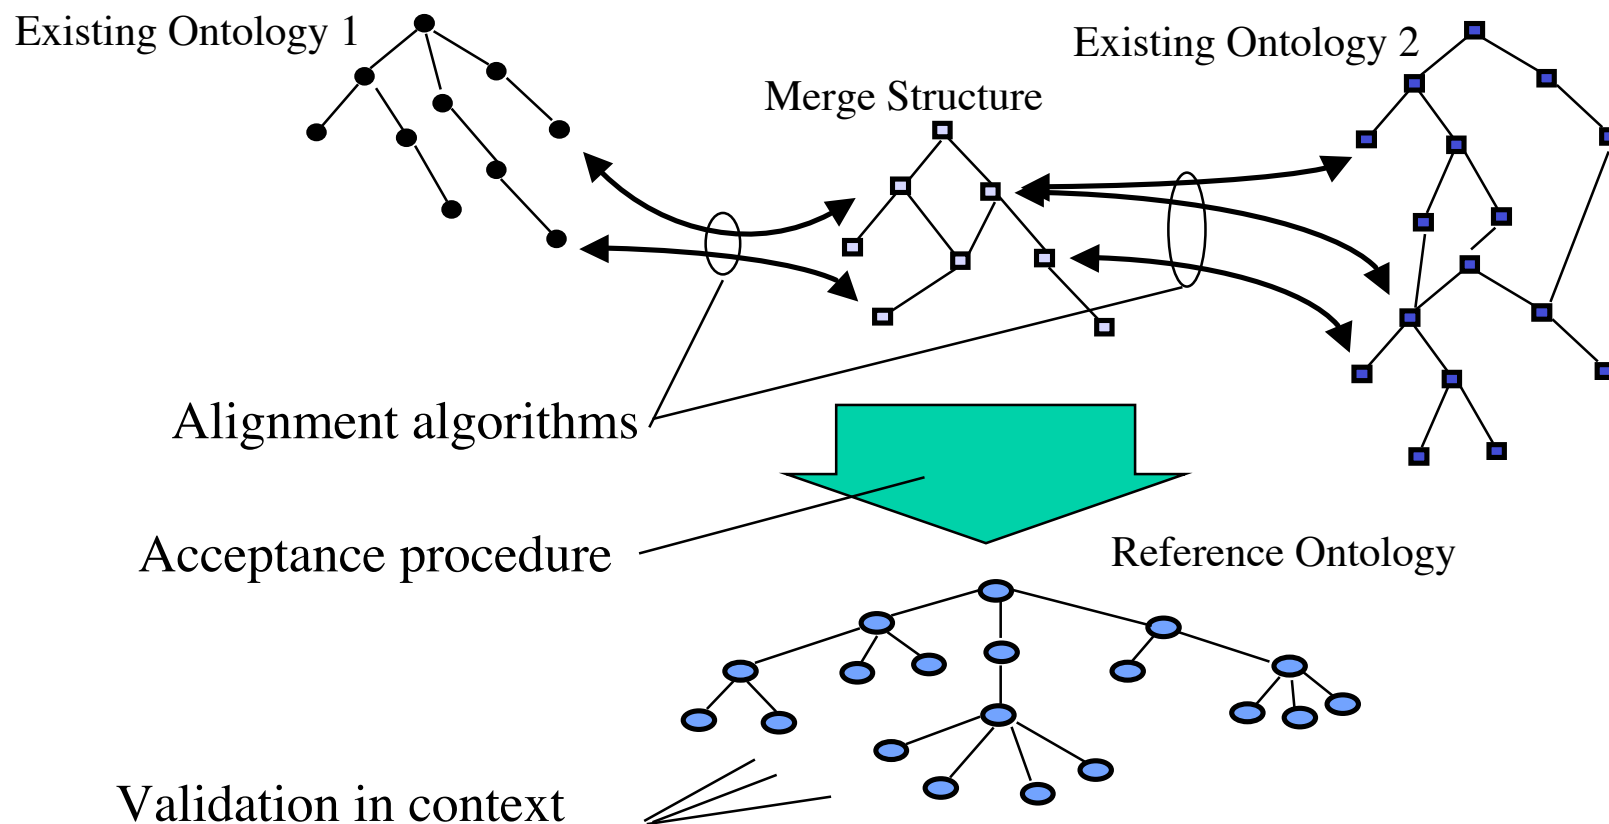 Existing Ontology 1
Existing Ontology 2
Merge Structure
Alignment algorithms
Acceptance procedure
Reference Ontology
Validation in context